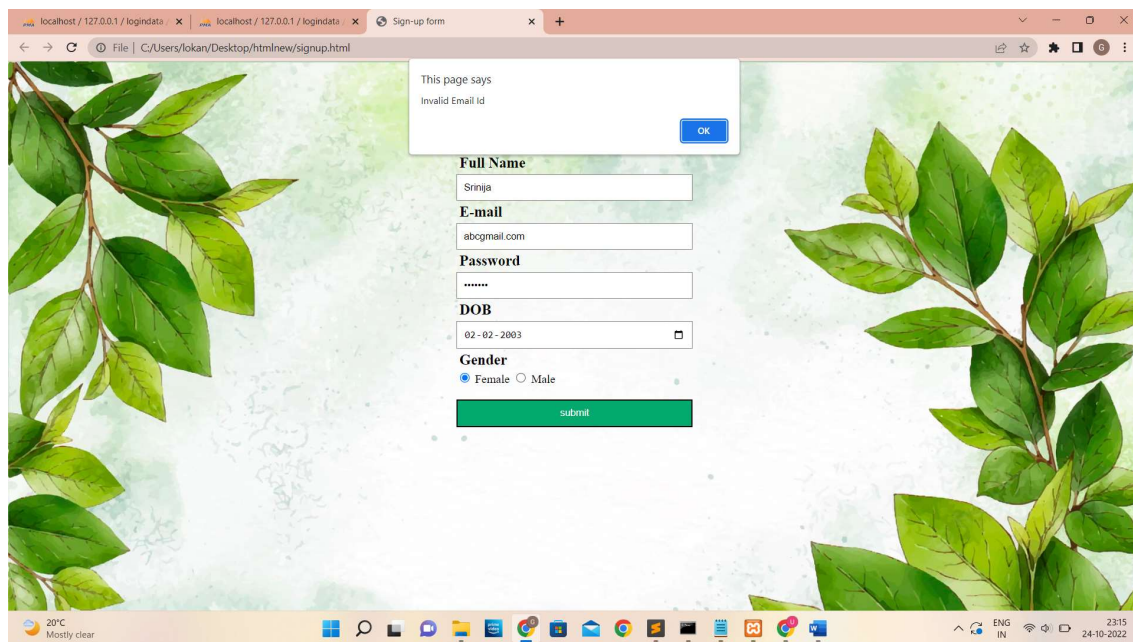 localhost / 127.0.0.1 / logindata /
localhost / 127.0.0.1 / logindata /
Sign-up form
File
C:/Users/lokan/Desktop/htmlnew/signup.html
G
This page says
Invalid Email Id
OK
Full Name
Srinija
E-mail
abcgmail.com
Password
•••••••
DOB
02-02-2003
Gender
Female Male
submit
20°C
Mostly clear
ENG
IN
23:15
24-10-2022